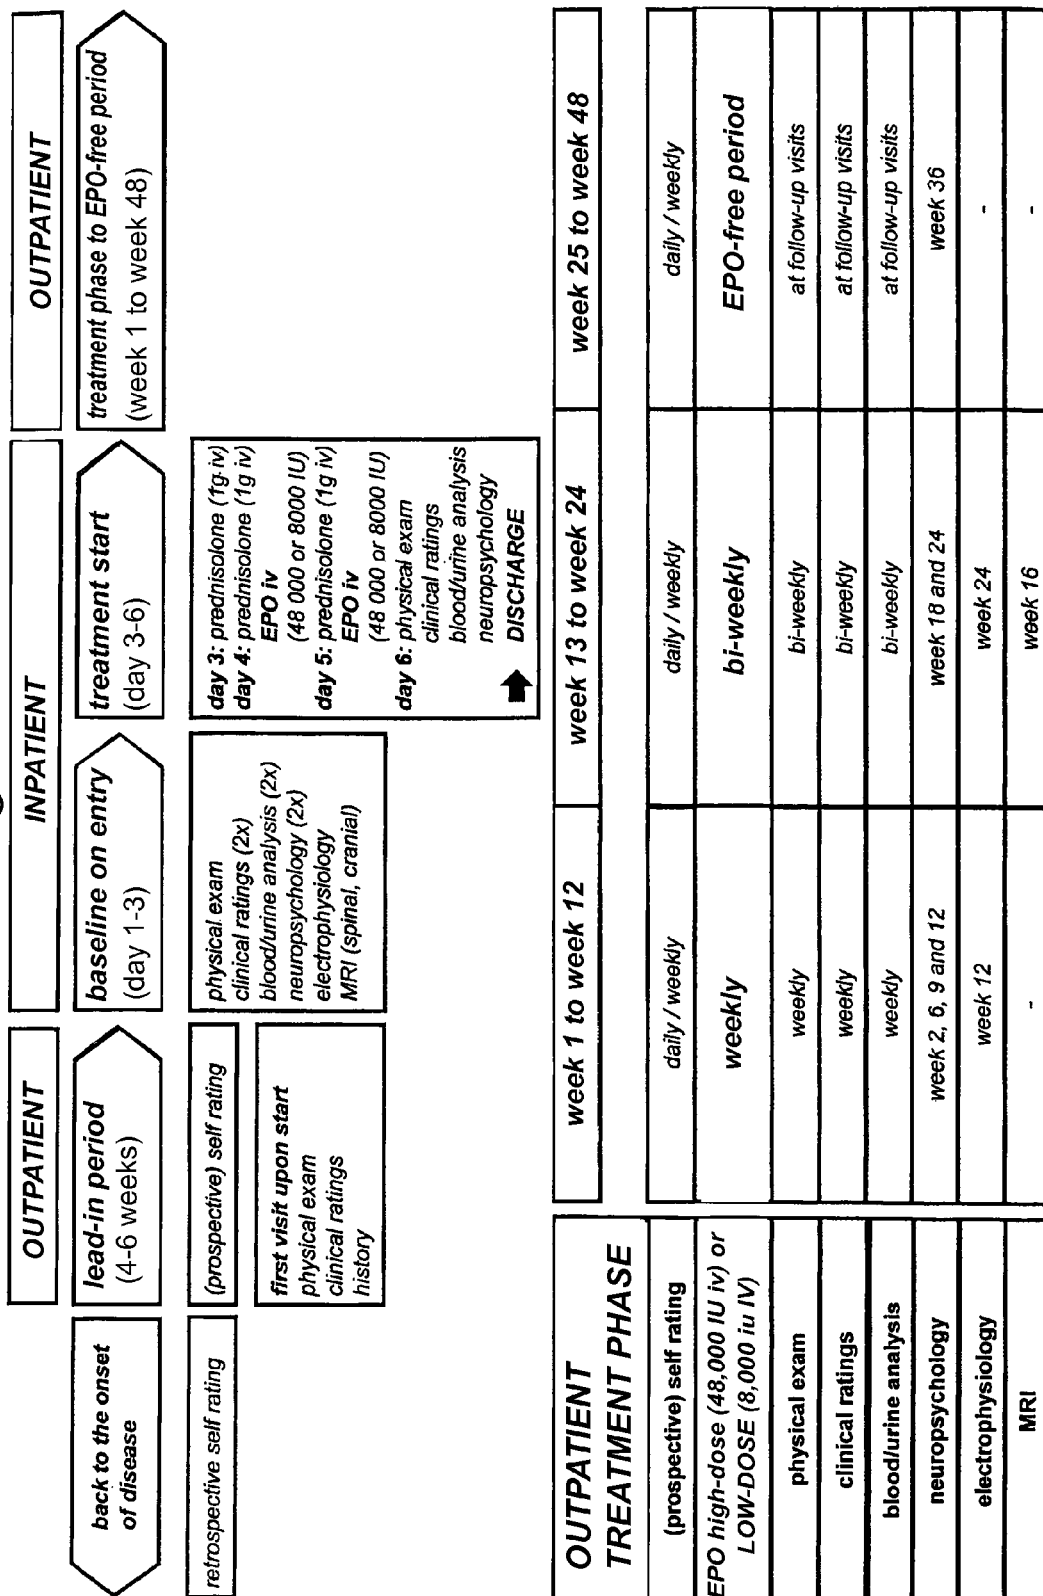 OUTPATIENT
INPATIENT
OUTPATIENT
back to the onset
of disease
lead-in period
(4-6 weeks)
baseline on entry
(day 1-3)
treatment start
(day 3-6)
treatment phase to EPO-free period
(week 1 to week 48)
retrospective self rating
(prospective) self rating
first visit upon start
physical exam
clinical ratings
history
physical exam
clinical ratings (2x)
blood/urine analysis (2x)
neuropsychology (2x)
electrophysiology
MRI (spinal, cranial)
day 3: prednisolone (1g iv)
day 4: prednisolone (1g iv)
EPO iv
(48 000 or 8000 IU)
day 5: prednisolone (1g iv)
EPO iv
(48 000 or 8000 IU)
day 6: physical exam
clinical ratings
blood/urine analysis
neuropsychology
DISCHARGE
OUTPATIENT
TREATMENT PHASE
week 1 to week 12
week 13 to week 24
week 25 to week 48
(prospective) self rating
daily / weekly
daily / weekly
daily / weekly
EPO high-dose (48,000 IU iv) or
LOW-DOSE (8,000 iu IV)
weekly
bi-weekly
EPO-free period
physical exam
weekly
bi-weekly
at follow-up visits
clinical ratings
weekly
bi-weekly
at follow-up visits
blood/urine analysis
weekly
bi-weekly
at follow-up visits
neuropsychology
week 2, 6, 9 and 12
week 18 and 24
week 36
electrophysiology
week 12
week 24
-
MRI
-
week 16
-